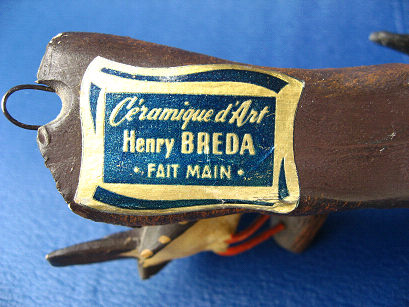 Céramique d'Art
Henry BREDA
• FAIT MAIN •